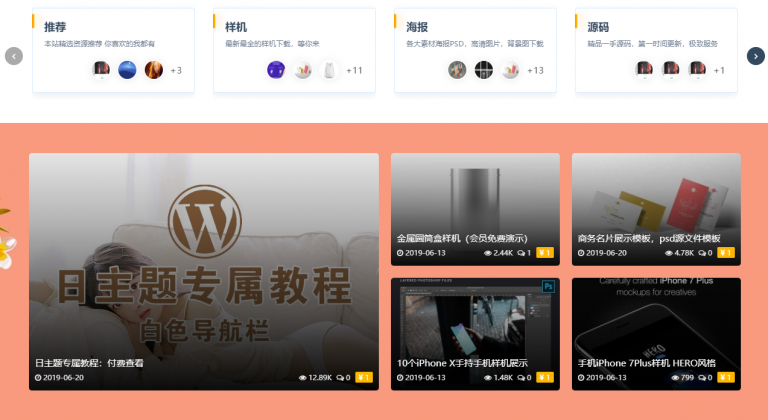 推荐
本站精选资源推荐 你喜欢的我都有
+3
样机
最新最全的样机下载，等你来
+11
海报
各大素材海报PSD，高清图片，背景图下载
+13
源码
精品一手源码，第一时间更新，极致服务
+1
日主题专属教程
白色导航栏
日主题专属教程：付费查看
2019-06-20 12.89K 0 ¥1
金属圆筒盒样机（会员免费演示）
2019-06-13 2.44K 1 ¥1
商务名片展示模板，psd源文件模板
2019-06-20 4.78K 0 ¥1
LAYERED PHOTOSHOP FILES
Ps
10个iPhone X手持手机样机展示
2019-06-13 1.48K 0 ¥1
Carefully crafted iPhone 7 Plus
mockups for creatives
HERO
手机iPhone 7Plus样机 HERO风格
2019-06-13 799 0 ¥1